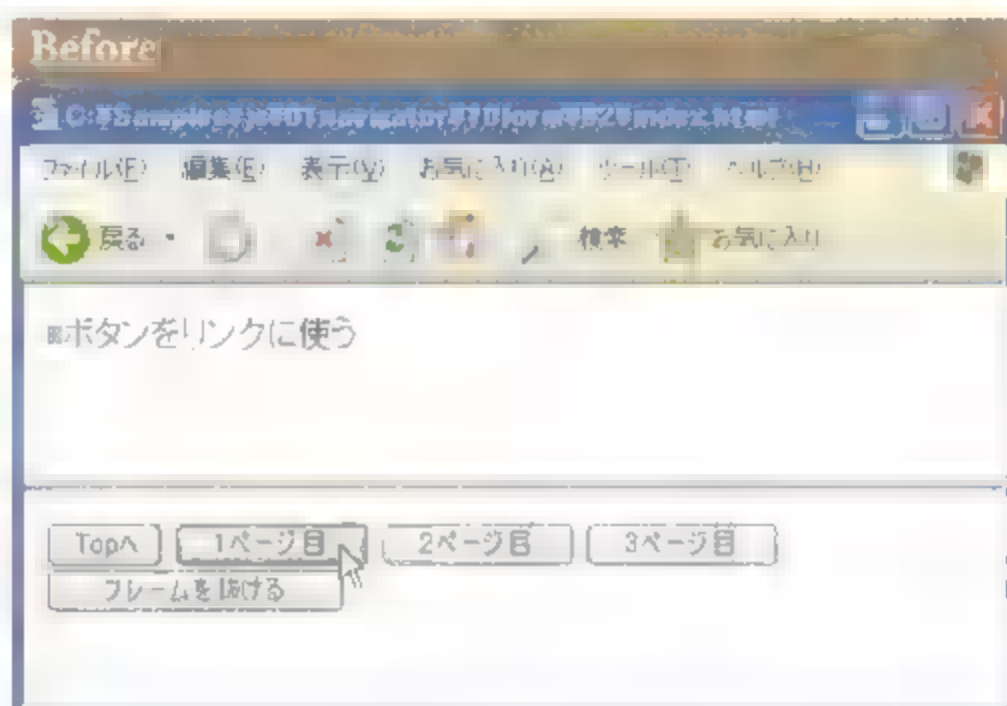 Before
ファイル(F) 編集(E) 表示(V) お気に入り(A) ツール(T) ヘルプ(H)
戻る 検索 お気に入り
■ボタンをリンクに使う
Topへ 1ページ目 2ページ目 3ページ目
フレームを抜ける